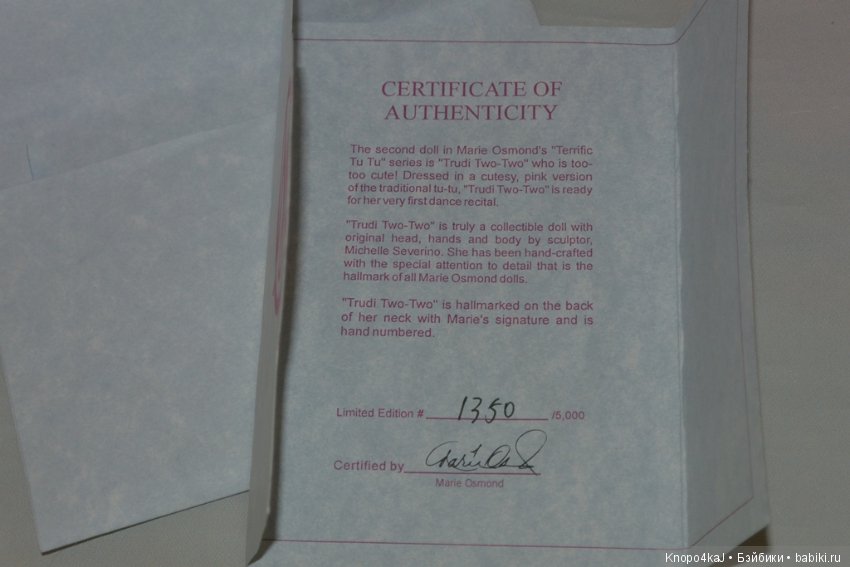 CERTIFICATE OF
AUTHENTICITY
The second doll in Marie Osmond's "Terrific
Tu Tu" series is "Trudi Two-Two" who is too-
too cute! Dressed in a cutesy, pink version
of the traditional tu-tu, "Trudi Two-Two" is ready
for her very first dance recital.
"Trudi Two-Two" is truly a collectible doll with
original head, hands and body by sculptor,
Michelle Severino. She has been hand-crafted
with the special attention to detail that is the
hallmark of all Marie Osmond dolls.
"Trudi Two-Two" is hallmarked on the back
of her neck with Marie's signature and is
hand numbered.
Limited Edition # 1350 /5,000
Certified by Marie Osmond
Marie Osmond
Knopo4kaJ • Бэйбики • babiki.ru